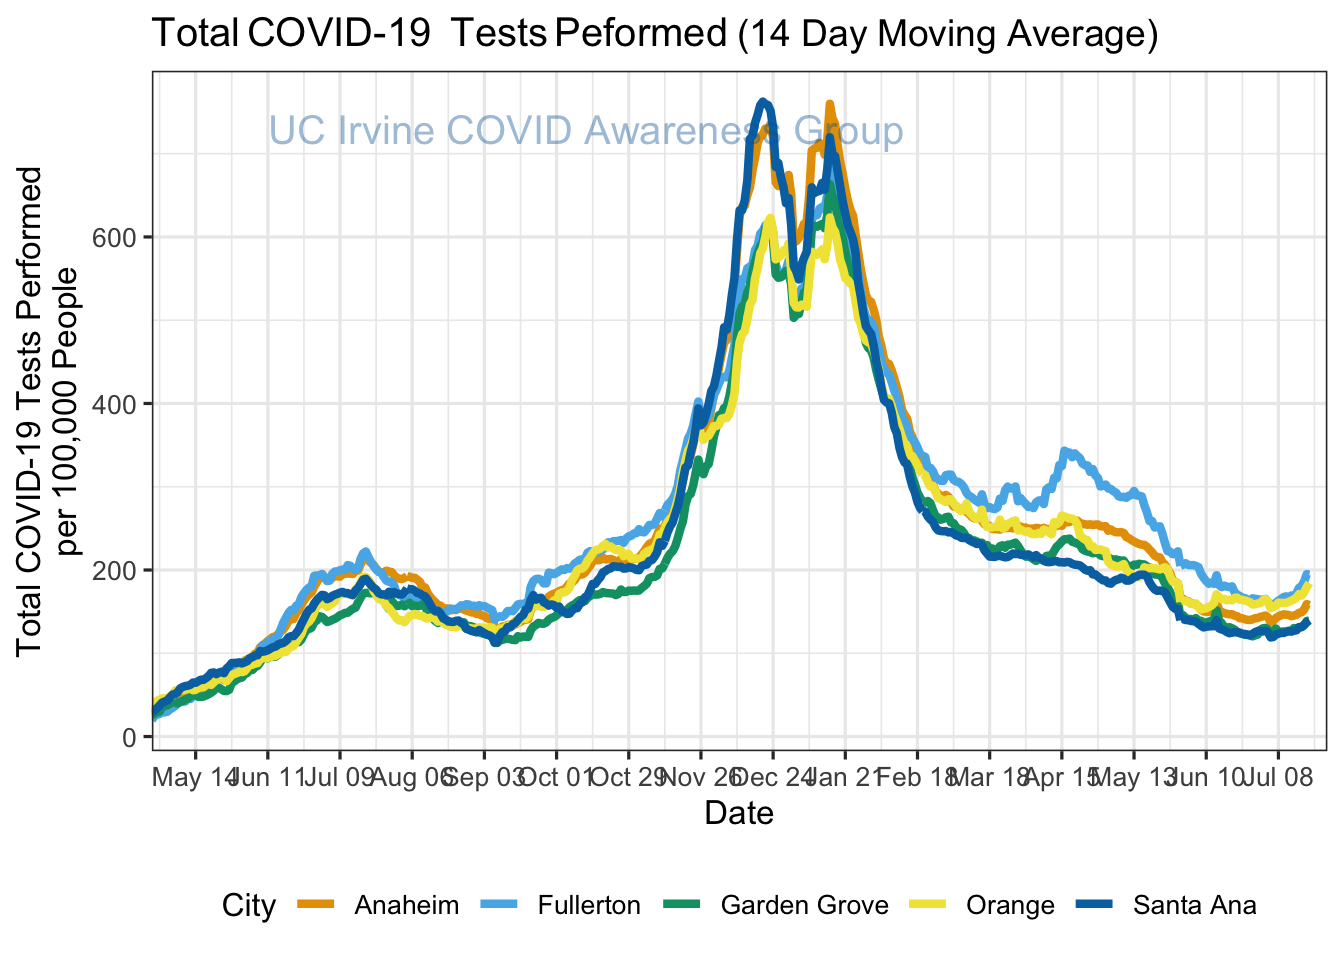 Total COVID-19  Tests Peformed (14 Day Moving Average)
UC Irvine COVID Awareness Group
Total COVID-19 Tests Performed
per 100,000 People
600
400
200
0
May 14 Jun 11 Jul 09 Aug 06 Sep 03 Oct 01 Oct 29 Nov 26 Dec 24 Jan 21 Feb 18 Mar 18 Apr 15 May 13 Jun 10 Jul 08
Date
City Anaheim Fullerton Garden Grove Orange Santa Ana